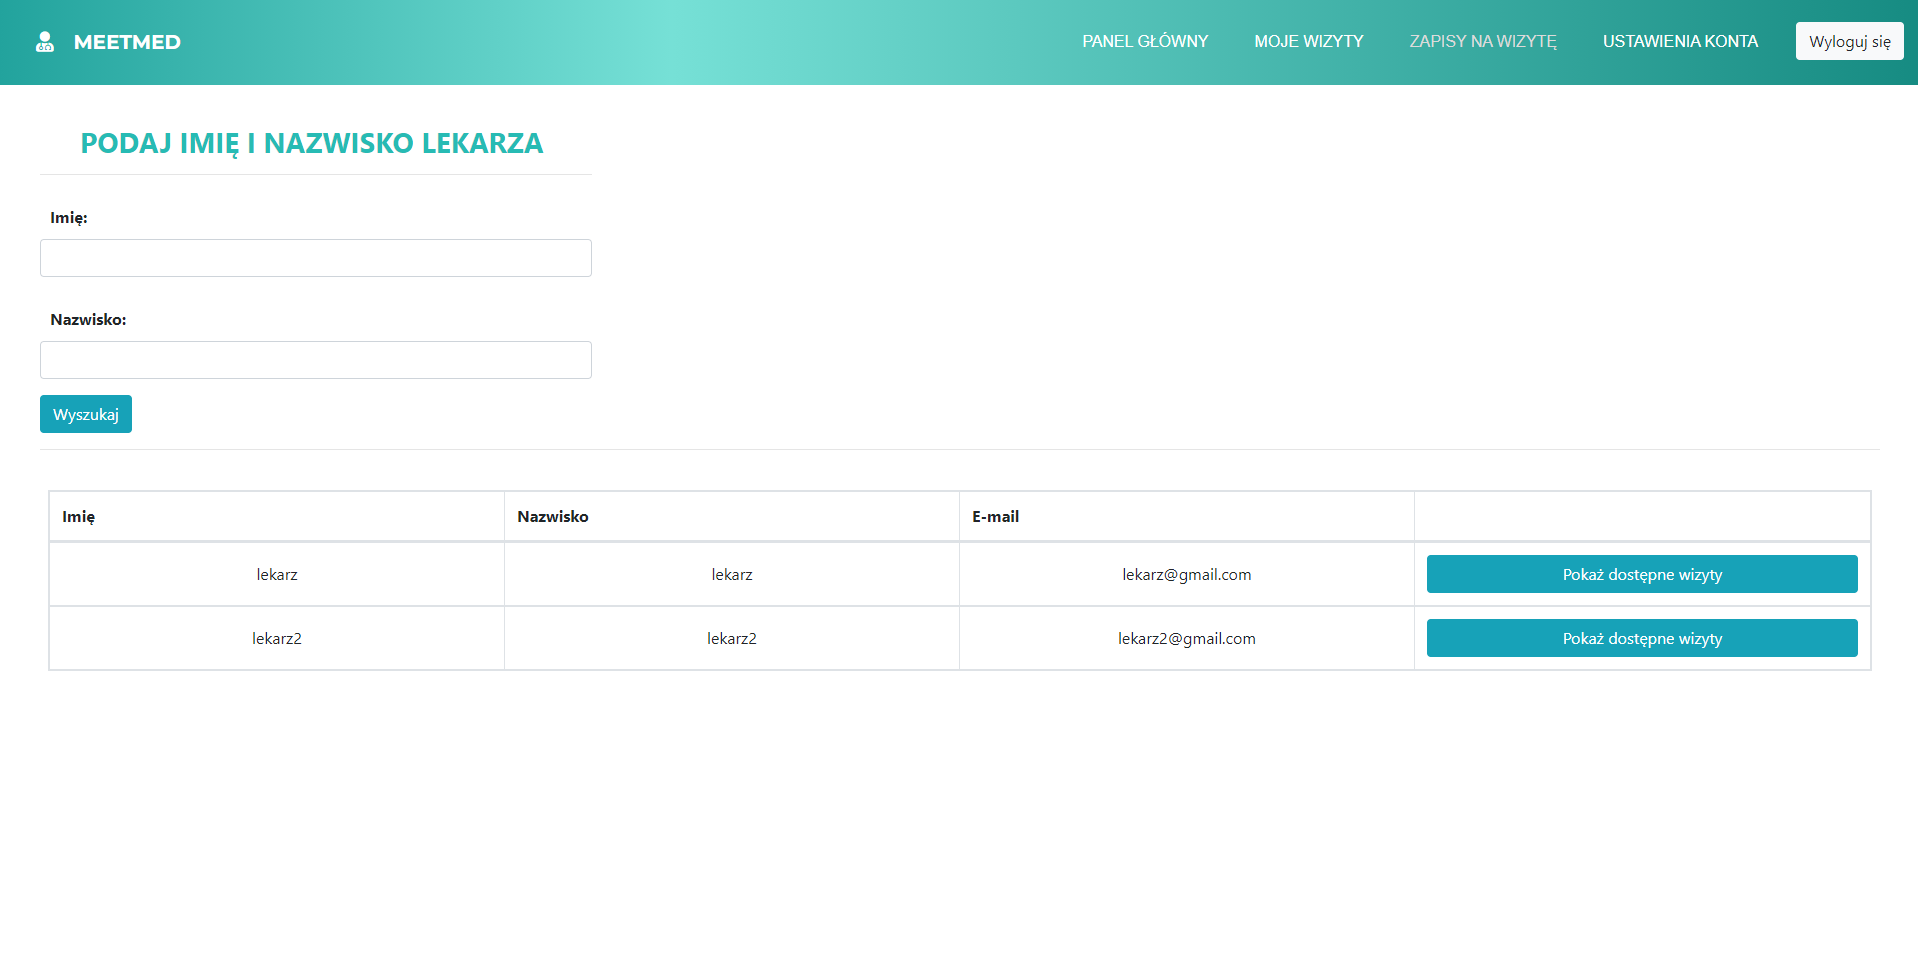 MEETMED
PANEL GŁÓWNY MOJE WIZYTY ZAPISY NA WIZYTĘ USTAWIENIA KONTA Wyloguj się
PODAJ IMIĘ I NAZWISKO LEKARZA
Imię:
Nazwisko:
Wyszukaj
Imię Nazwisko E-mail
lekarz lekarz lekarz@gmail.com Pokaż dostępne wizyty
lekarz2 lekarz2 lekarz2@gmail.com Pokaż dostępne wizyty